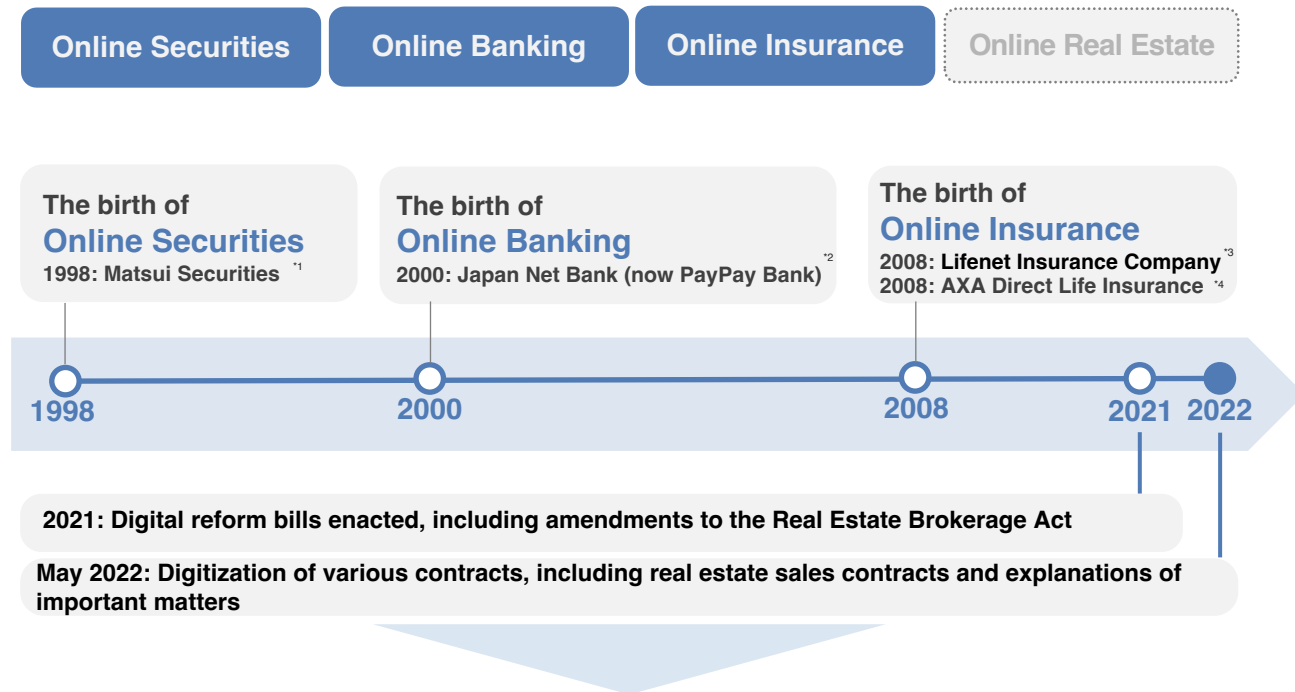 Online Securities
Online Banking
Online Insurance
Online Real Estate
The birth of
Online Securities
1998: Matsui Securities *1
The birth of
Online Banking
2000: Japan Net Bank (now PayPay Bank) *2
The birth of
Online Insurance
2008: Lifenet Insurance Company *3
2008: AXA Direct Life Insurance *4
1998
2000
2008
2021
2022
2021: Digital reform bills enacted, including amendments to the Real Estate Brokerage Act
May 2022: Digitization of various contracts, including real estate sales contracts and explanations of
important matters